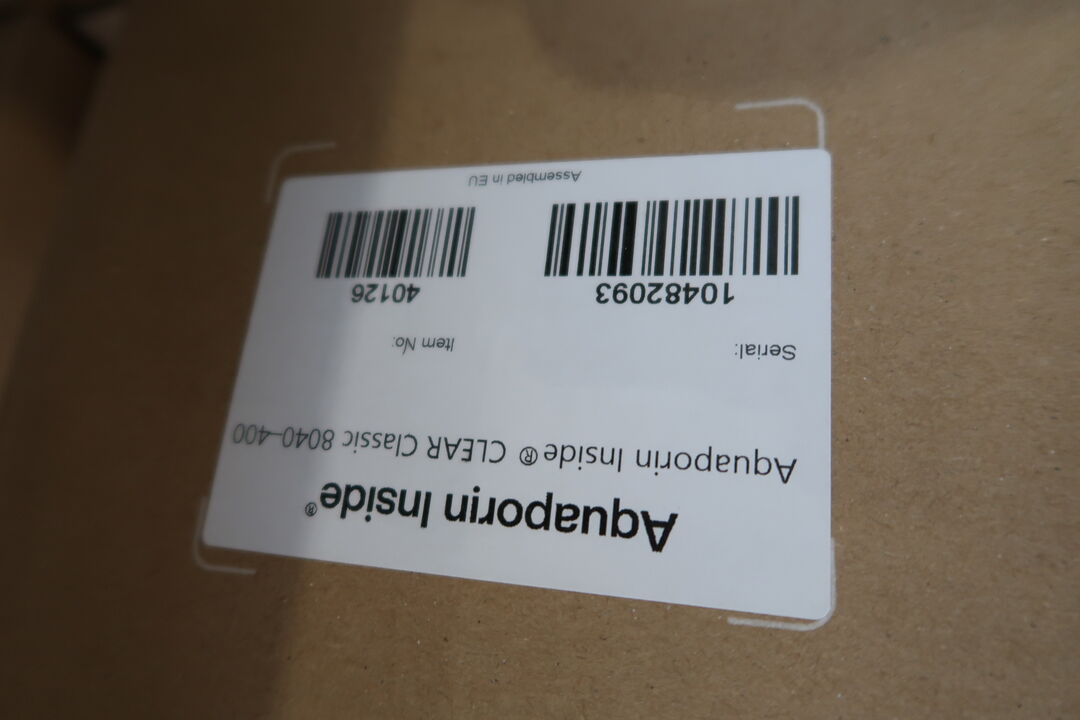 Aquaporin Inside®
Aquaporin Inside® CLEAR Classic 8040-400
Serial: Item No:
10482093 40126
Assembled in EU